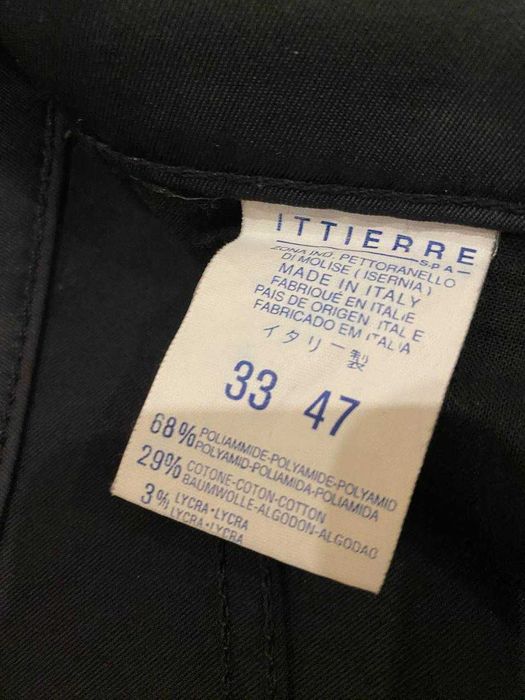 ITTIERRE
S.P.A.
ZONA IND. PETTORANELLO
DI MOLISE (ISERNIA)
MADE IN ITALY
FABRIQUÉ EN ITALIE
PAIS DE ORIGEN ITALE
FABRICADO EM ITALIA
イタリー製
33 47
68% POLIAMMIDE-POLYAMIDE-POLYAMID
POLYAMID-POLIAMIDA-POLIAMIDA
29% COTONE-COTON-COTTON
BAUMWOLLE-ALGODON-ALGODAO
3% LYCRA-LYCRA
LYCRA-LYCRA